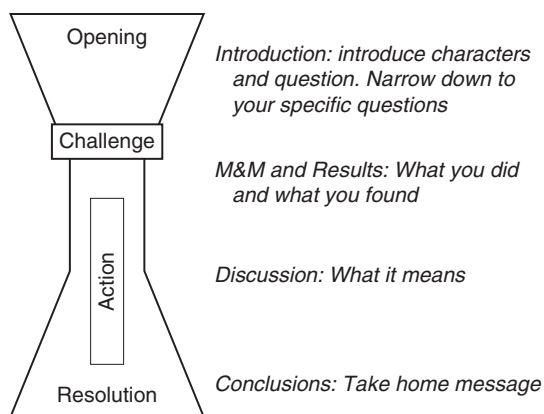 Opening
Introduction: introduce characters
and question. Narrow down to
your specific questions
Challenge
M&M and Results: What you did
and what you found
Action
Discussion: What it means
Resolution
Conclusions: Take home message